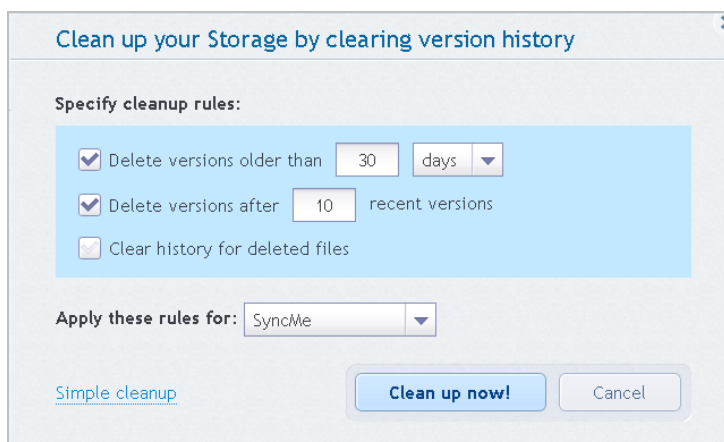 Clean up your Storage by clearing version history
Specify cleanup rules:
Delete versions older than 30 days
Delete versions after 10 recent versions
Clear history for deleted files
Apply these rules for: SyncMe
Simple cleanup Clean up now! Cancel